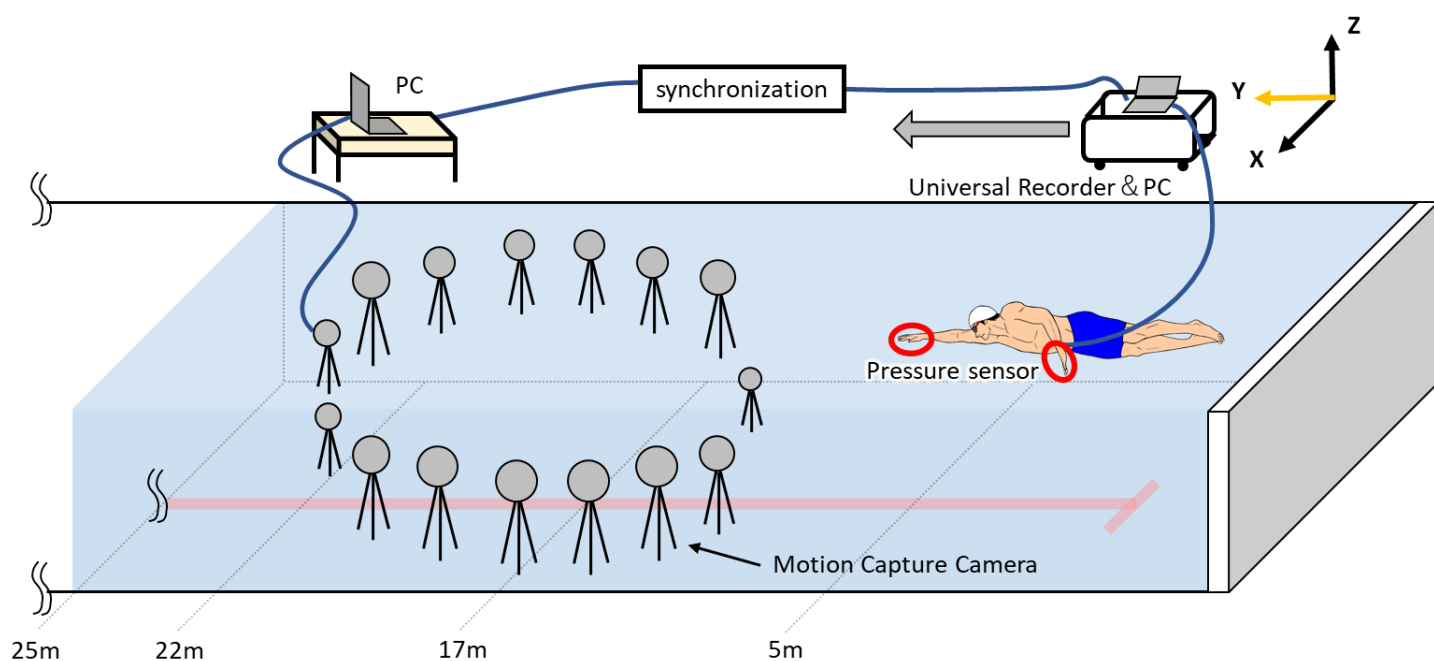 PC
synchronization
Z
Y
X
Universal Recorder＆PC
Pressure sensor
Motion Capture Camera
25m
22m
17m
5m